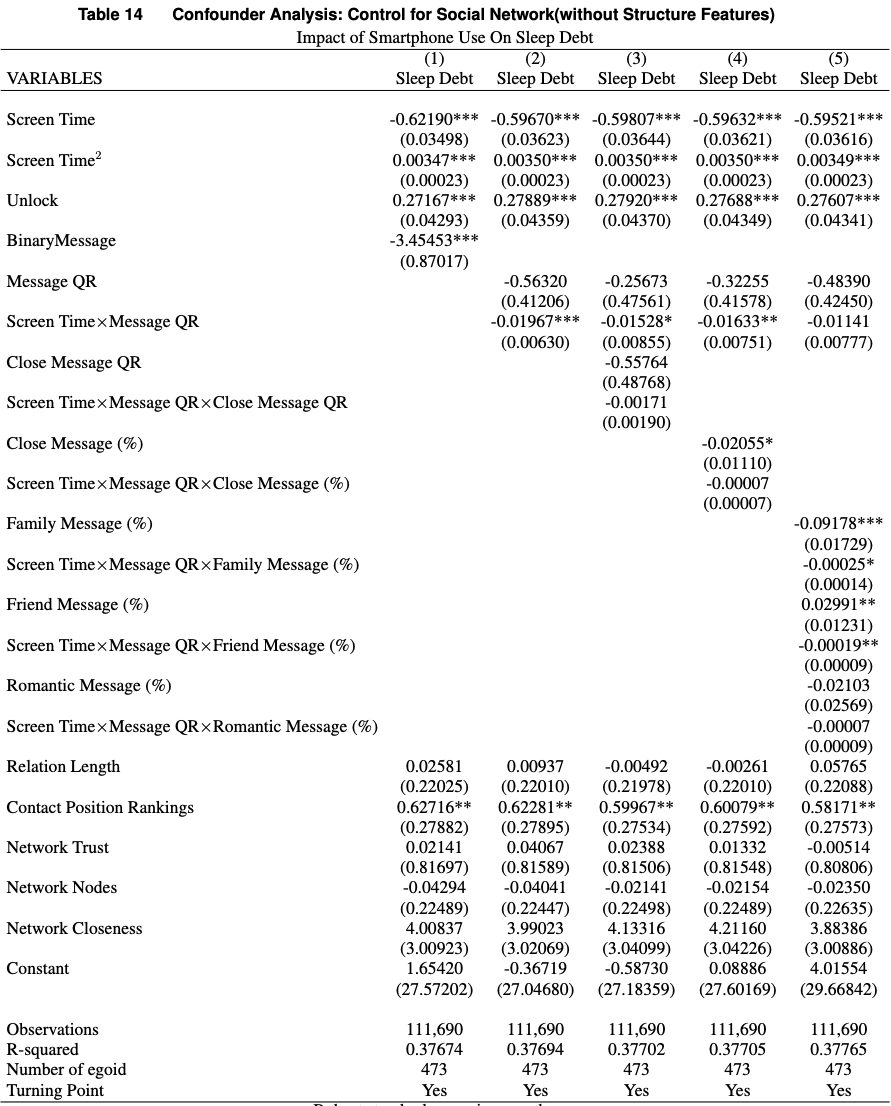 Table 14 Confounder Analysis: Control for Social Network(without Structure Features)
Impact of Smartphone Use On Sleep Debt
(1) (2) (3) (4) (5)
VARIABLES Sleep Debt Sleep Debt Sleep Debt Sleep Debt Sleep Debt
Screen Time -0.62190*** -0.59670*** -0.59807*** -0.59632*** -0.59521***
(0.03498) (0.03623) (0.03644) (0.03621) (0.03616)
Screen Time² 0.00347*** 0.00350*** 0.00350*** 0.00350*** 0.00349***
(0.00023) (0.00023) (0.00023) (0.00023) (0.00023)
Unlock 0.27167*** 0.27889*** 0.27920*** 0.27688*** 0.27607***
(0.04293) (0.04359) (0.04370) (0.04349) (0.04341)
BinaryMessage -3.45453***
(0.87017)
Message QR -0.56320 -0.25673 -0.32255 -0.48390
(0.41206) (0.47561) (0.41578) (0.42450)
Screen Time×Message QR -0.01967*** -0.01528* -0.01633** -0.01141
(0.00630) (0.00855) (0.00751) (0.00777)
Close Message QR -0.55764
(0.48768)
Screen Time×Message QR×Close Message QR -0.00171
(0.00190)
Close Message (%) -0.02055*
(0.01110)
Screen Time×Message QR×Close Message (%) -0.00007
(0.00007)
Family Message (%) -0.09178***
(0.01729)
Screen Time×Message QR×Family Message (%) -0.00025*
(0.00014)
Friend Message (%) 0.02991**
(0.01231)
Screen Time×Message QR×Friend Message (%) -0.00019**
(0.00009)
Romantic Message (%) -0.02103
(0.02569)
Screen Time×Message QR×Romantic Message (%) -0.00007
(0.00009)
Relation Length 0.02581 0.00937 -0.00492 -0.00261 0.05765
(0.22025) (0.22010) (0.21978) (0.22010) (0.22088)
Contact Position Rankings 0.62716** 0.62281** 0.59967** 0.60079** 0.58171**
(0.27882) (0.27895) (0.27534) (0.27592) (0.27573)
Network Trust 0.02141 0.04067 0.02388 0.01332 -0.00514
(0.81697) (0.81589) (0.81506) (0.81548) (0.80806)
Network Nodes -0.04294 -0.04041 -0.02141 -0.02154 -0.02350
(0.22489) (0.22447) (0.22498) (0.22489) (0.22635)
Network Closeness 4.00837 3.99023 4.13316 4.21160 3.88386
(3.00923) (3.02069) (3.04099) (3.04226) (3.00886)
Constant 1.65420 -0.36719 -0.58730 0.08886 4.01554
(27.57202) (27.04680) (27.18359) (27.60169) (29.66842)
Observations 111,690 111,690 111,690 111,690 111,690
R-squared 0.37674 0.37694 0.37702 0.37705 0.37765
Number of egoid 473 473 473 473 473
Turning Point Yes Yes Yes Yes Yes